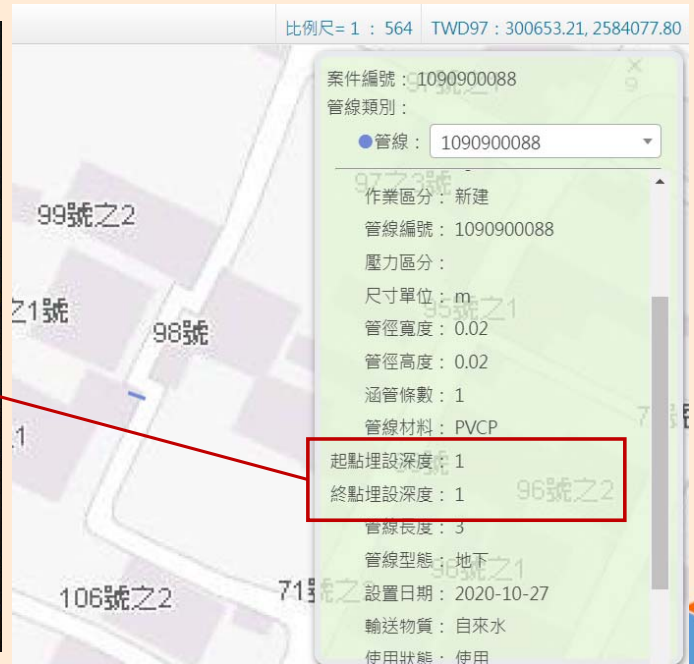 比例尺= 1 : 564 TWD97 : 300653.21, 2584077.80
案件編號 : 1090900088
管線類別 :
管線 : 1090900088
作業區分 : 新建
管線編號 : 1090900088
壓力區分 :
尺寸單位 : m
管徑寬度 : 0.02
管徑高度 : 0.02
涵管條數 : 1
管線材料 : PVCP
起點埋設深度 : 1
終點埋設深度 : 1
管線長度 : 3
管線型態 : 地下
設置日期 : 2020-10-27
輸送物質 : 自來水
使用狀態 : 使用
99號之2
之1號
98號
1
106號之2
97之3號
95號之1
96號之2